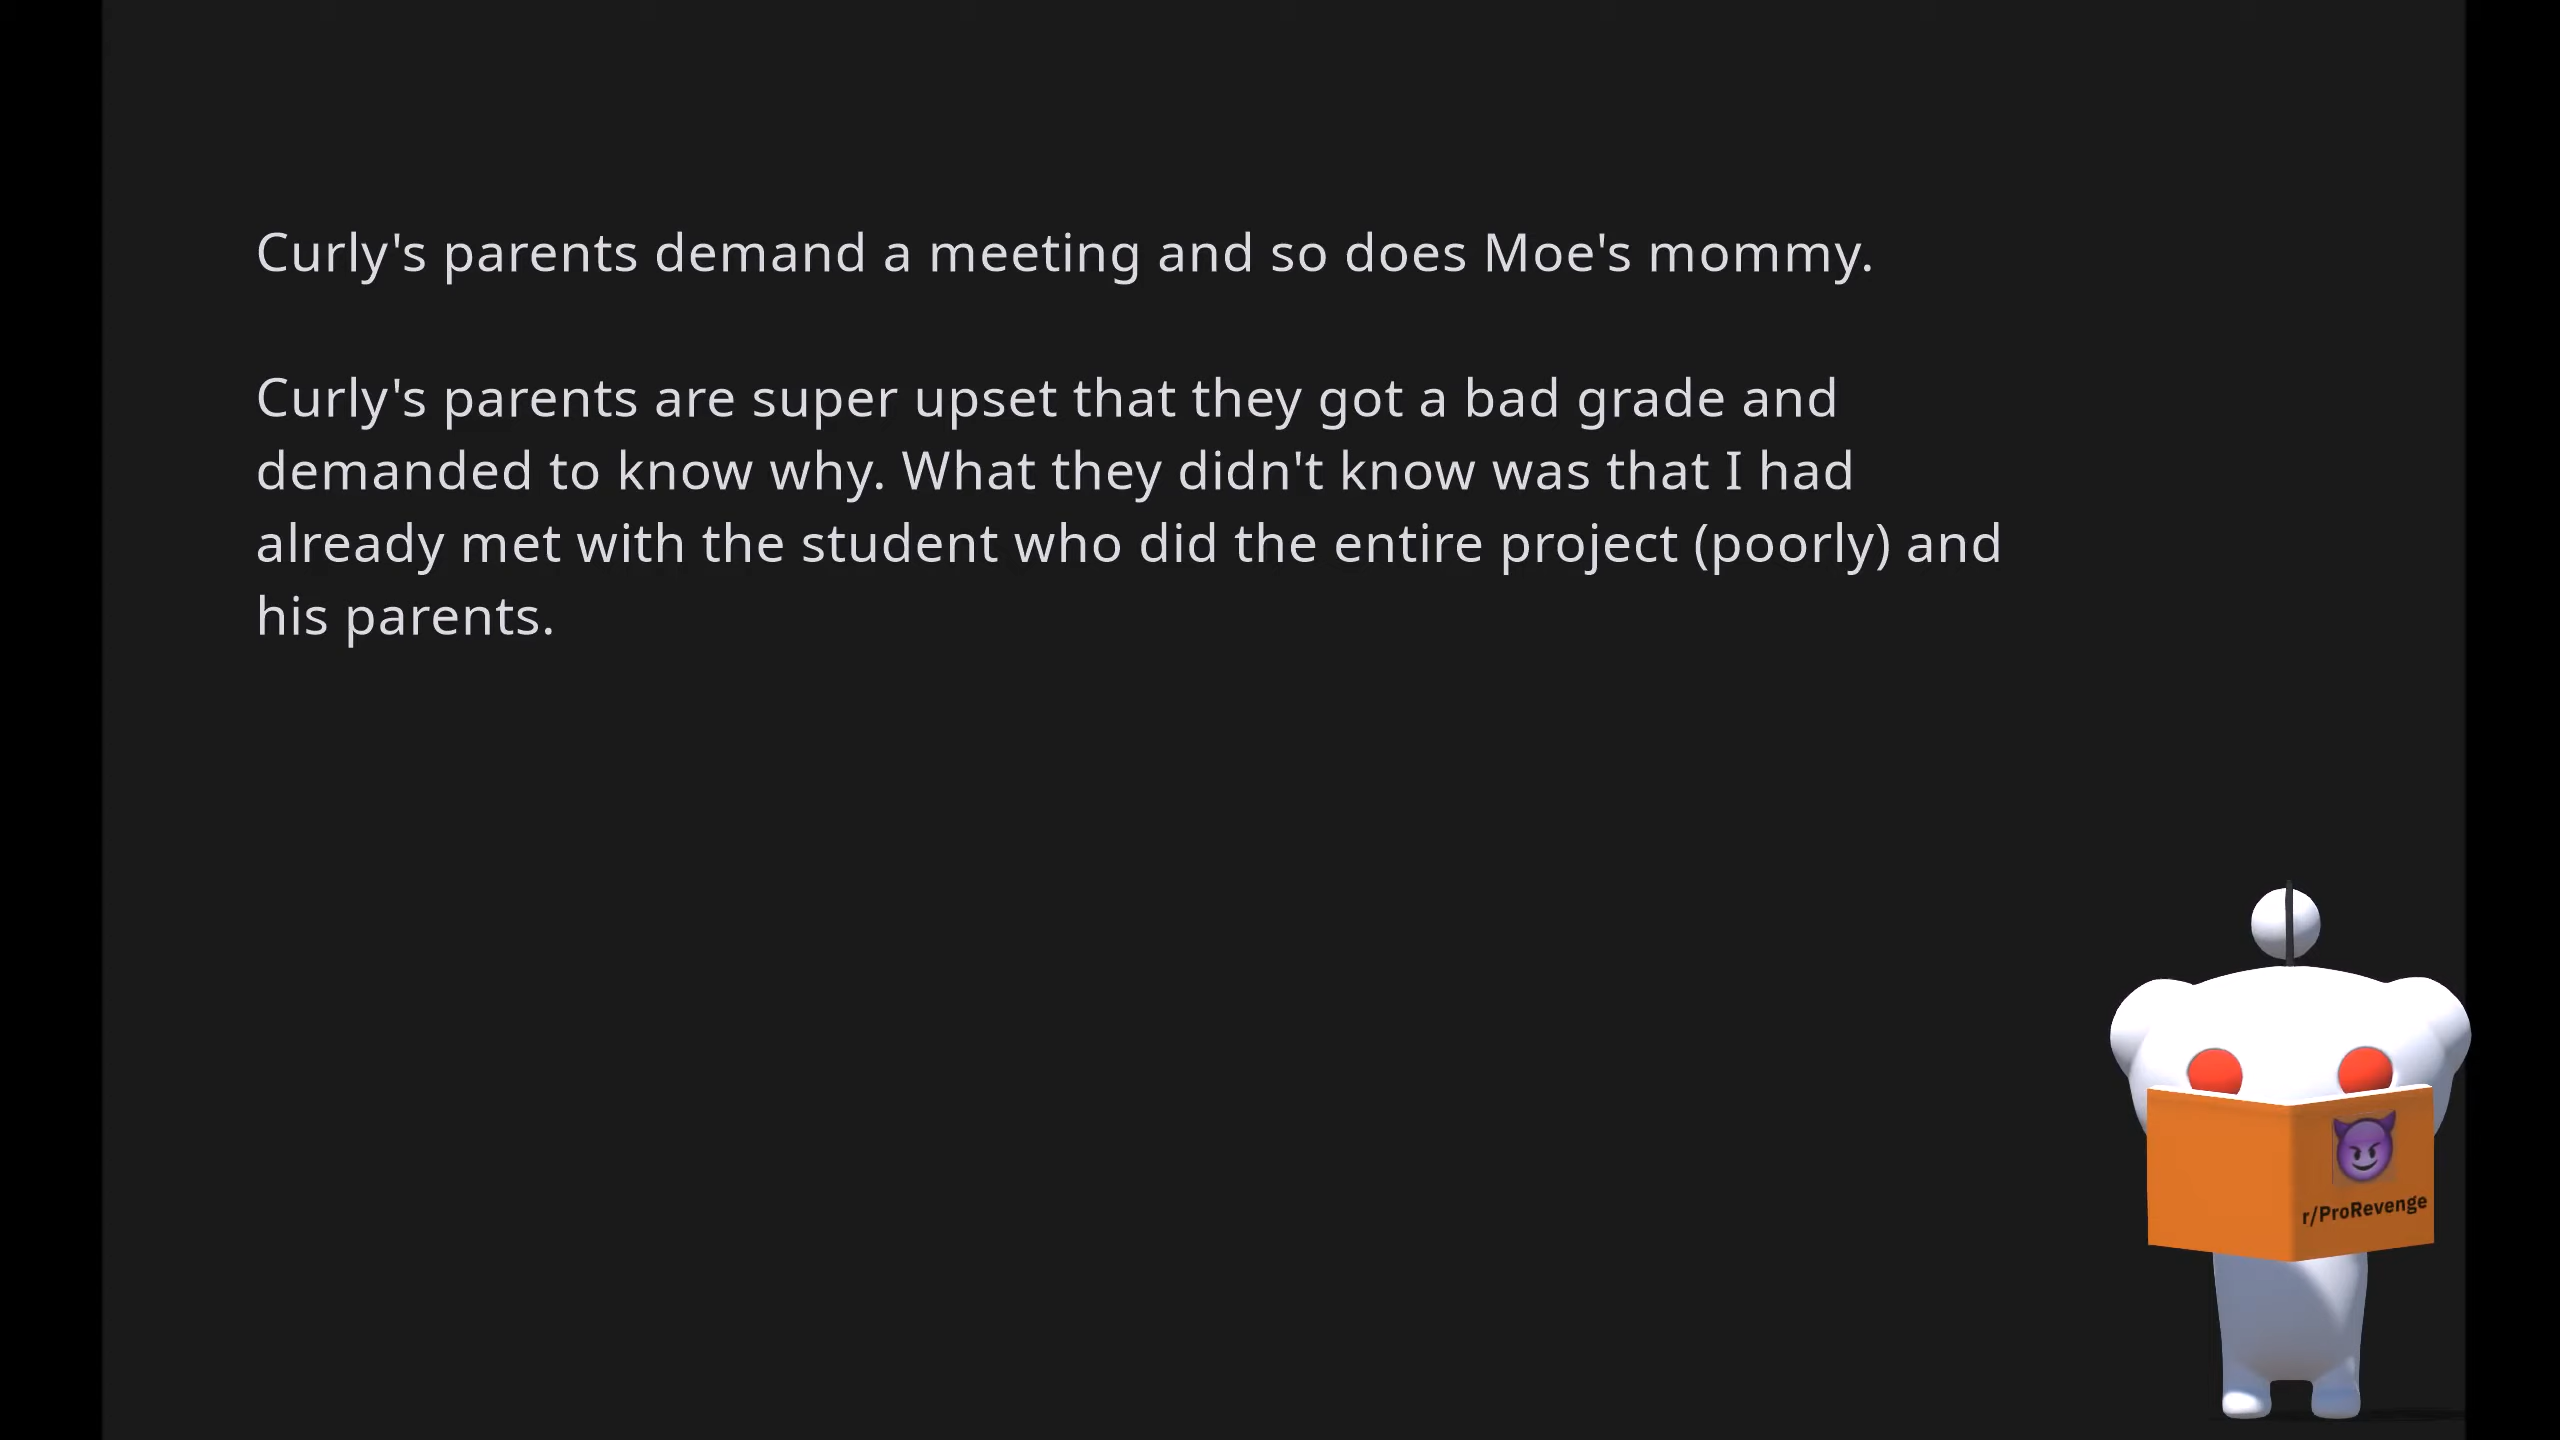 Curly's parents demand a meeting and so does Moe's mommy.
Curly's parents are super upset that they got a bad grade and
demanded to know why. What they didn't know was that I had
already met with the student who did the entire project (poorly) and
his parents.
r/ProRevenge